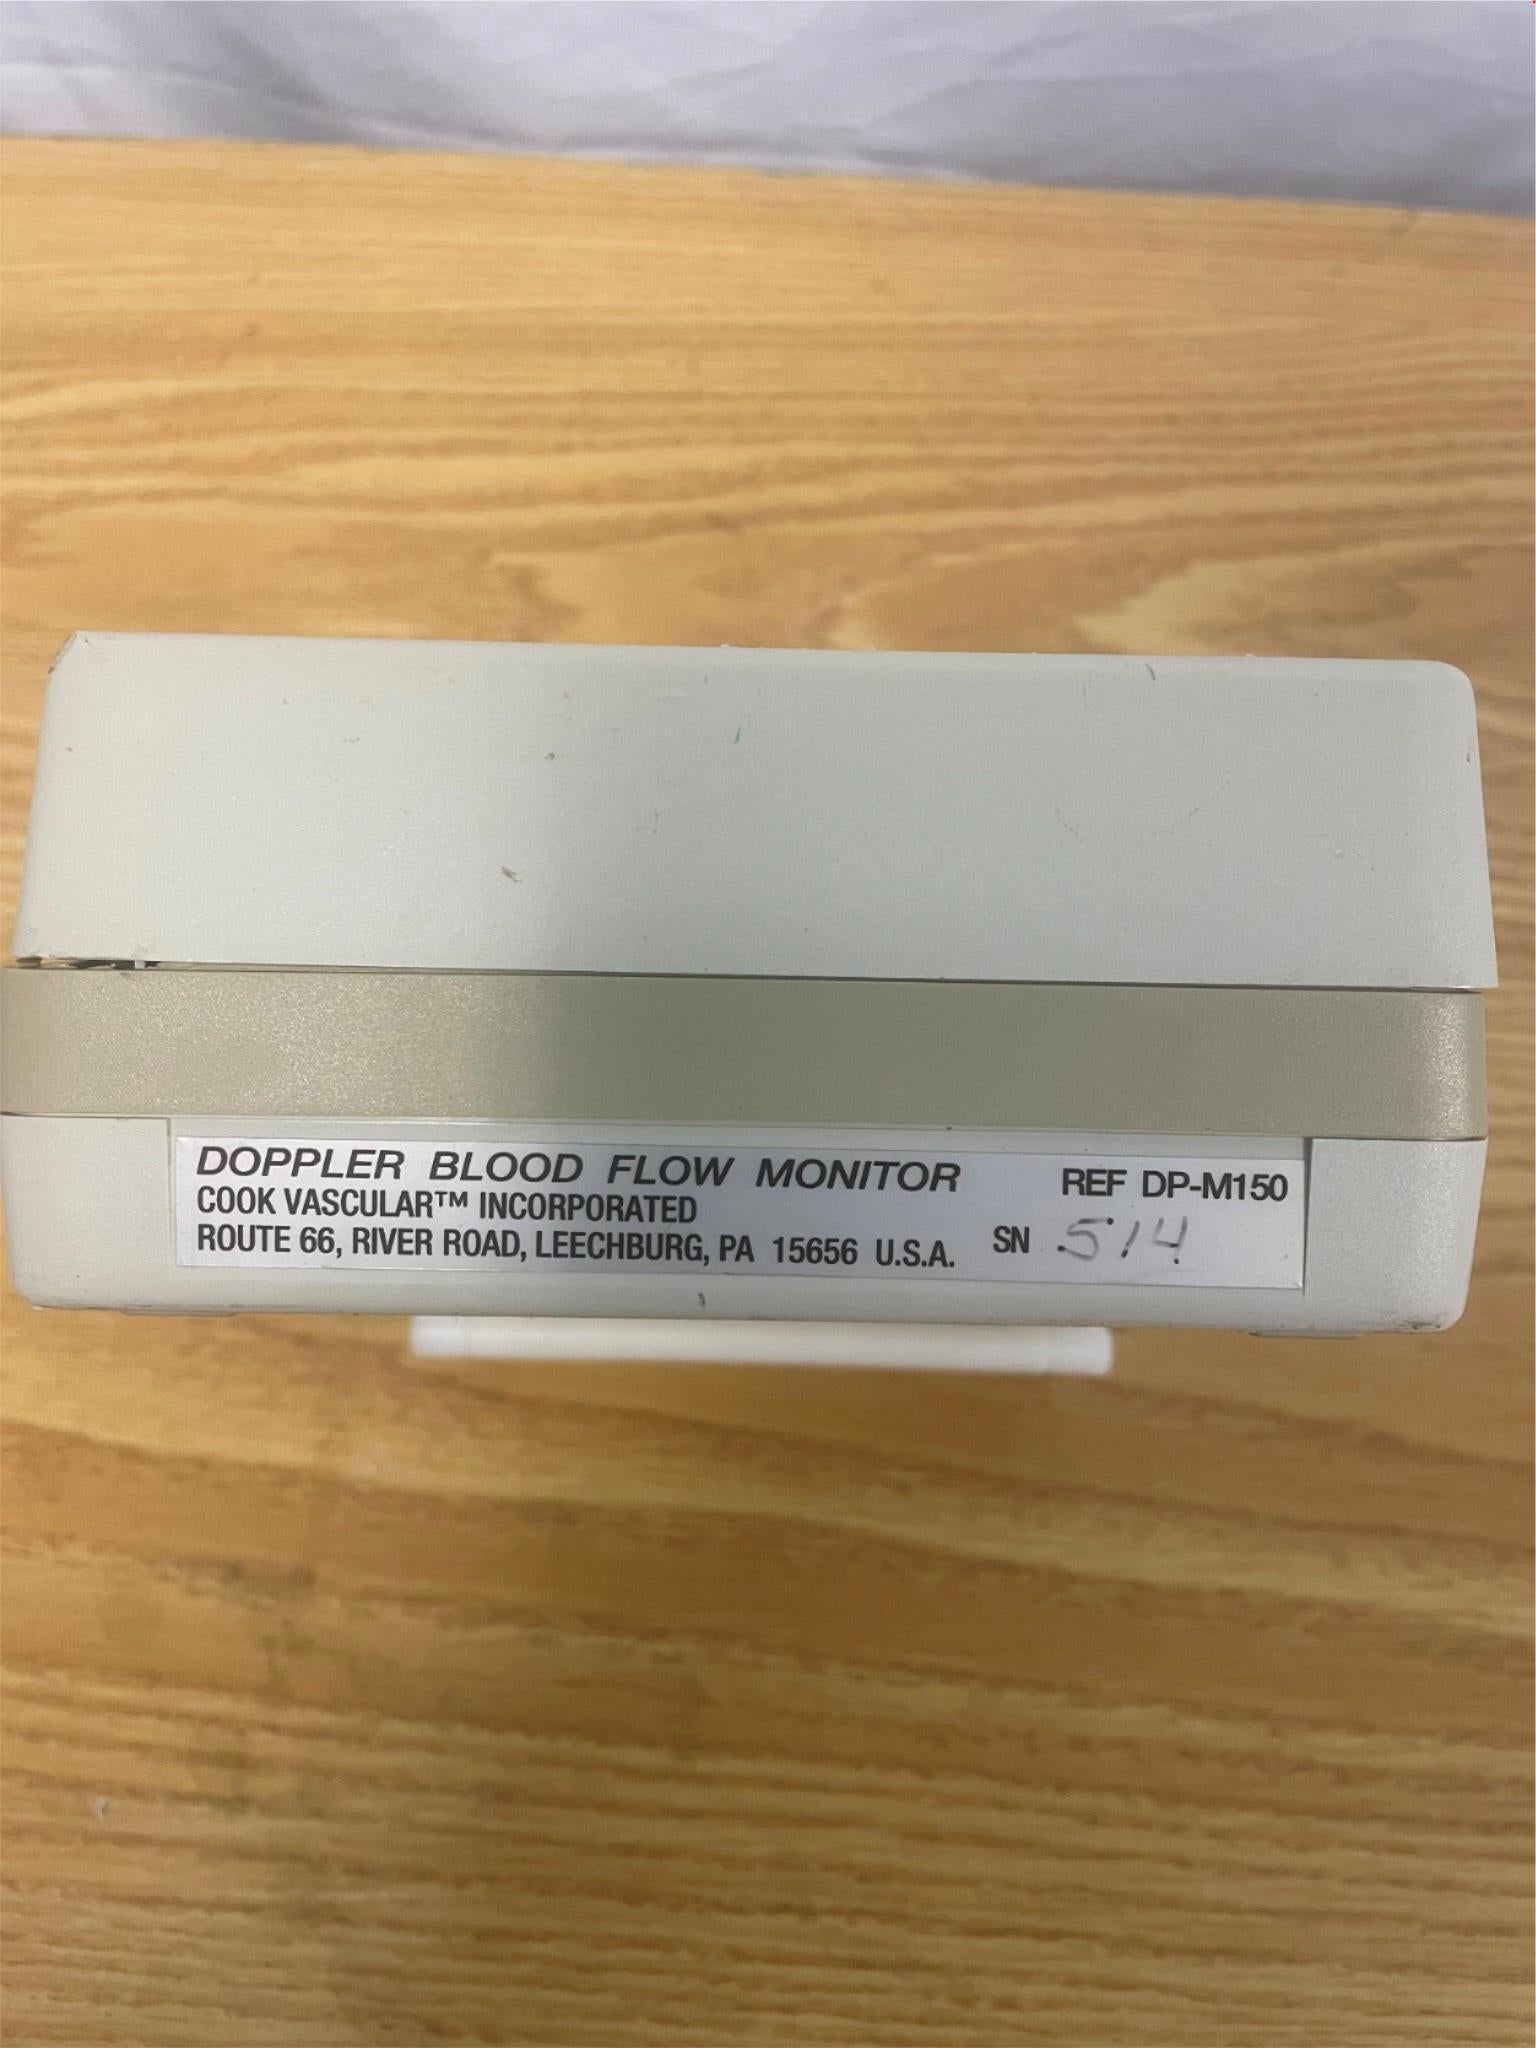 DOPPLER BLOOD FLOW MONITOR REF DP-M150
COOK VASCULAR™ INCORPORATED
ROUTE 66, RIVER ROAD, LEECHBURG, PA 15656 U.S.A. SN 514